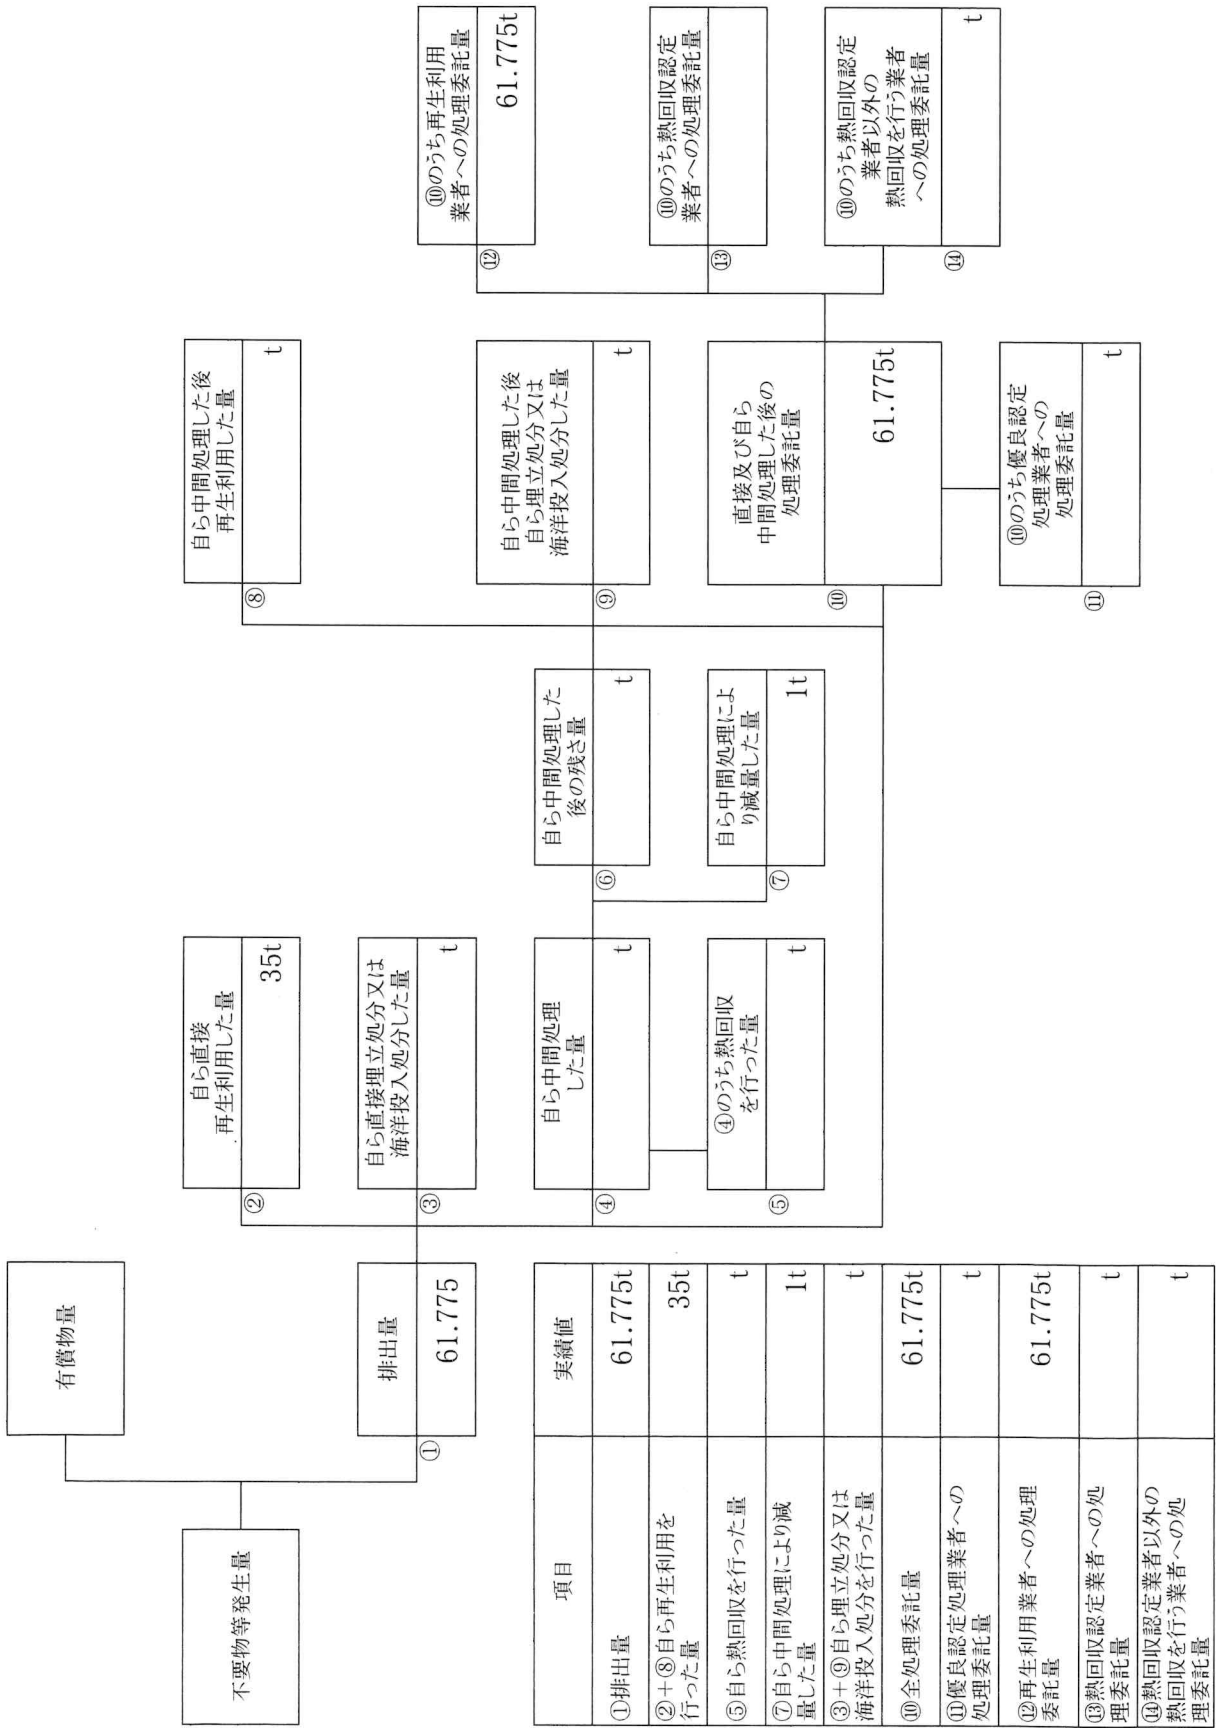 不要物等発生量
有償物量
①
排出量
61.775
②
自ら直接
再生利用した量
35t
③
自ら直接埋立処分又は
海洋投入処分した量
t
④
自ら中間処理
した量
t
⑤
④のうち熱回収
を行った量
t
⑥
自ら中間処理した
後の残さ量
t
⑦
自ら中間処理によ
り減量した量
1t
⑧
自ら中間処理した後
再生利用した量
t
⑨
自ら中間処理した後
自ら埋立処分又は
海洋投入処分した量
t
⑩
直接及び自ら
中間処理した後の
処理委託量
61.775t
⑪
⑩のうち優良認定
処理業者への
処理委託量
t
⑫
⑩のうち再生利用
業者への処理委託量
61.775t
⑬
⑩のうち熱回収認定
業者への処理委託量
⑭
⑩のうち熱回収認定
業者以外の
熱回収を行う業者
への処理委託量
t
項目 実績値
①排出量 61.775t
②+⑧自ら再生利用を
行った量
35t
⑤自ら熱回収を行った量 t
⑦自ら中間処理により減
量した量
1t
③+⑨自ら埋立処分又は
海洋投入処分を行った量
t
⑩全処理委託量 61.775t
⑪優良認定処理業者への
処理委託量
t
⑫再生利用業者への処理
委託量
61.775t
⑬熱回収認定業者への処
理委託量
t
⑭熱回収認定業者以外の
熱回収を行う業者への処
理委託量
t